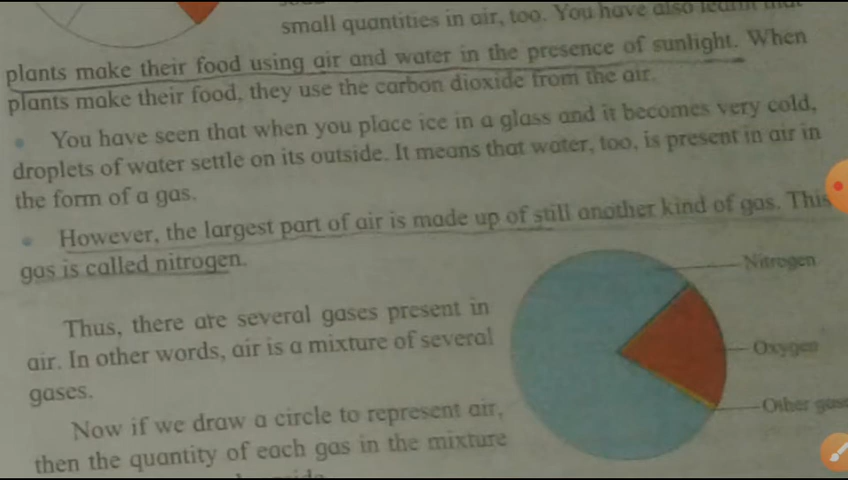 small quantities in air, too. You have also learnt that
plants make their food using air and water in the presence of sunlight. When
plants make their food, they use the carbon dioxide from the air.
You have seen that when you place ice in a glass and it becomes very cold,
droplets of water settle on its outside. It means that water, too, is present in air in
the form of a gas.
However, the largest part of air is made up of still another kind of gas. This
gas is called nitrogen.
Nitrogen
Thus, there are several gases present in
air. In other words, air is a mixture of several
gases.
Oxygen
Other gases
Now if we draw a circle to represent air,
then the quantity of each gas in the mixture